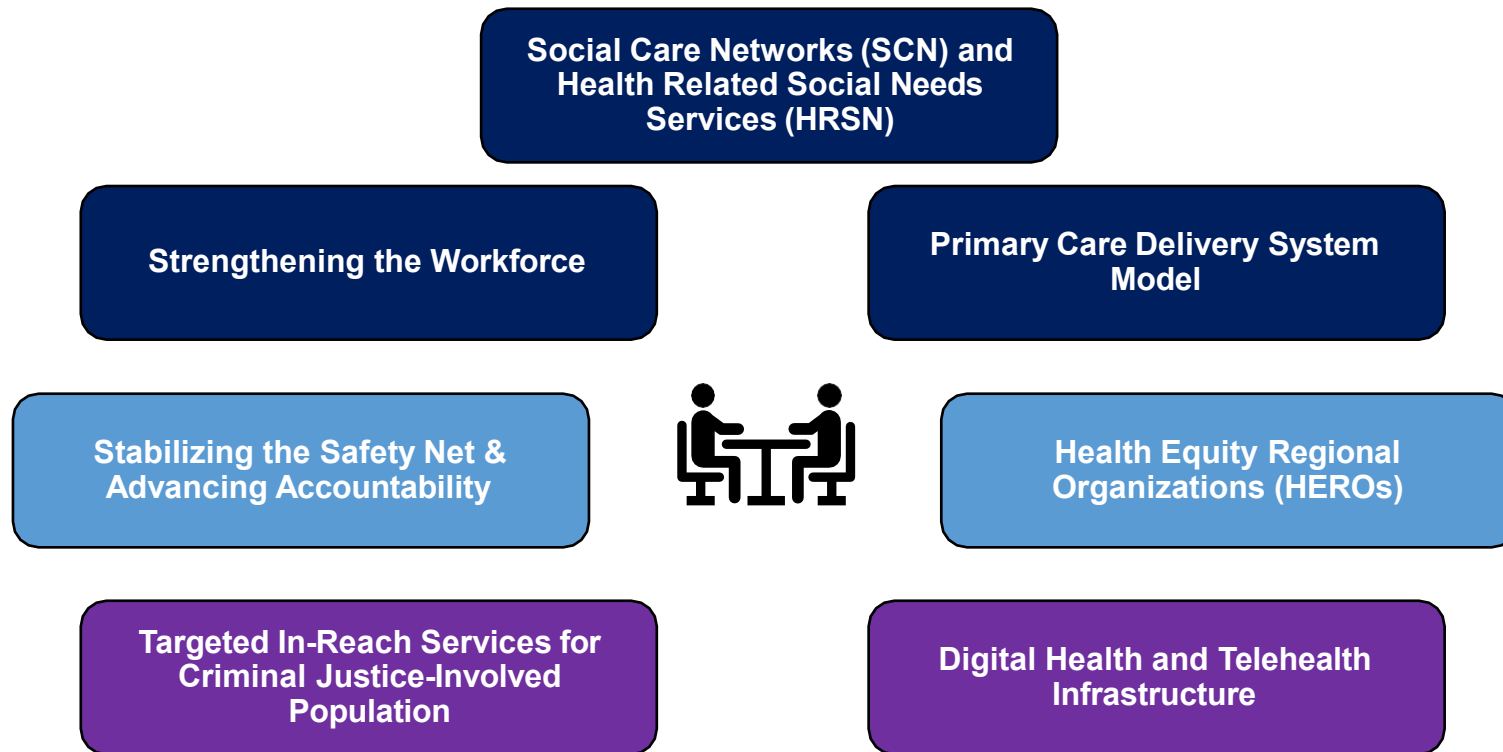 Social Care Networks (SCN) and
Health Related Social Needs
Services (HRSN)
Strengthening the Workforce
Primary Care Delivery System
Model
Stabilizing the Safety Net &
Advancing Accountability
Health Equity Regional
Organizations (HEROs)
Targeted In-Reach Services for
Criminal Justice-Involved
Population
Digital Health and Telehealth
Infrastructure